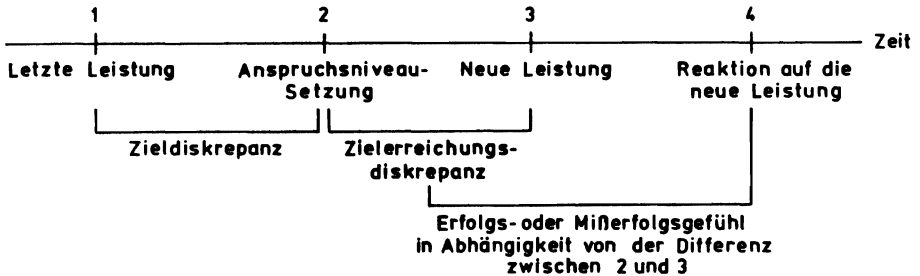 1 2 3 4
Zeit
Letzte Leistung Anspruchsniveau- Neue Leistung Reaktion auf die
Setzung neue Leistung
Zieldiskrepanz Zielerreichungs-
diskrepanz
Erfolgs- oder Mißerfolgsgefühl
in Abhängigkeit von der Differenz
zwischen 2 und 3